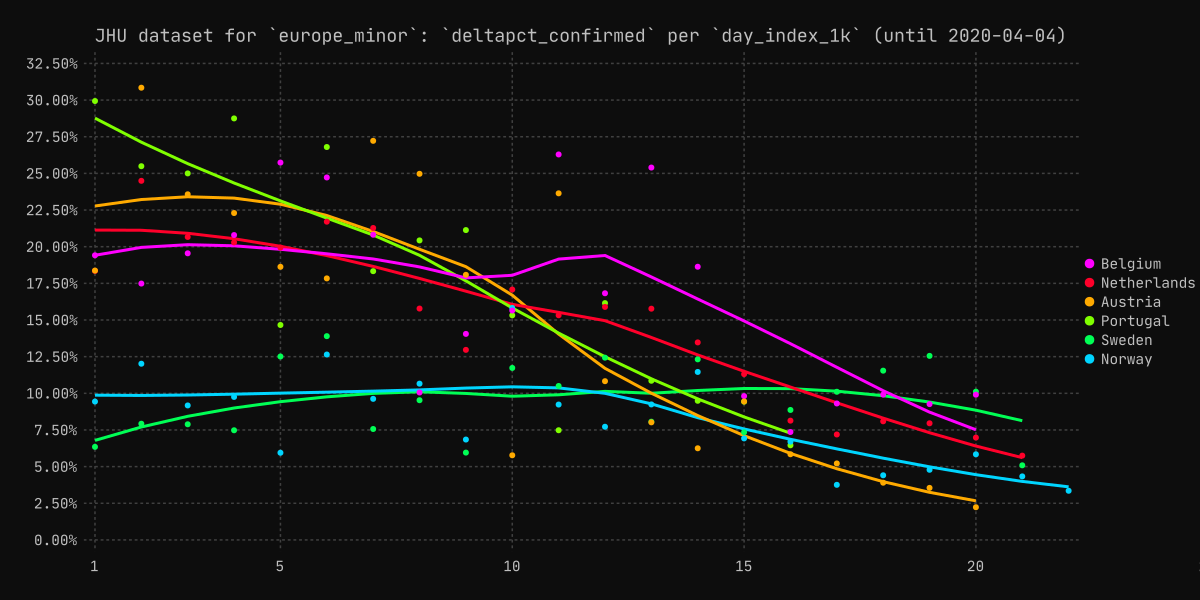 JHU dataset for `europe_minor`: `deltapct_confirmed` per `day_index_1k` (until 2020-04-04)
32.50%
30.00%
27.50%
25.00%
22.50%
20.00%
17.50%
15.00%
12.50%
10.00%
7.50%
5.00%
2.50%
0.00%
1
5
10
15
20
Belgium
Netherlands
Austria
Portugal
Sweden
Norway